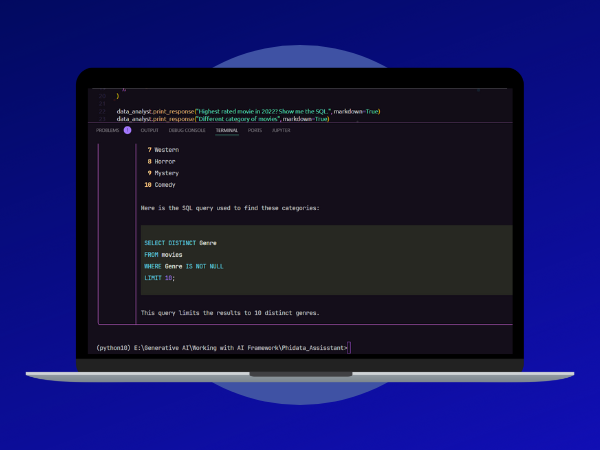 )
data_analyst.print_response("Highest rated movie in 2022? Show me the SQL.", markdown=True)
data_analyst.print_response("Different category of movies", markdown=True)
PROBLEMS OUTPUT DEBUG CONSOLE TERMINAL PORTS JUPYTER
7 Western
8 Horror
9 Mystery
10 Comedy
Here is the SQL query used to find these categories:
SELECT DISTINCT Genre
FROM movies
WHERE Genre IS NOT NULL
LIMIT 10;
This query limits the results to 10 distinct genres.
(python10) E:\Generative AI\Working with AI Framework\Phidata_Assisstant>